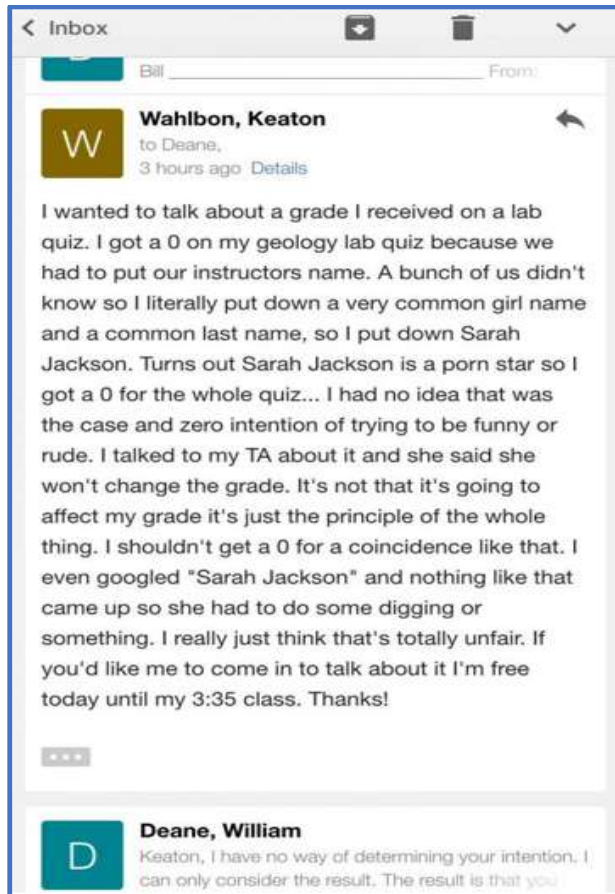 Inbox
Bill From:
W
Wahlbon, Keaton
to Deane,
3 hours ago Details
I wanted to talk about a grade I received on a lab
quiz. I got a 0 on my geology lab quiz because we
had to put our instructors name. A bunch of us didn't
know so I literally put down a very common girl name
and a common last name, so I put down Sarah
Jackson. Turns out Sarah Jackson is a porn star so I
got a 0 for the whole quiz... I had no idea that was
the case and zero intention of trying to be funny or
rude. I talked to my TA about it and she said she
won't change the grade. It's not that it's going to
affect my grade it's just the principle of the whole
thing. I shouldn't get a 0 for a coincidence like that. I
even googled "Sarah Jackson" and nothing like that
came up so she had to do some digging or
something. I really just think that's totally unfair. If
you'd like me to come in to talk about it I'm free
today until my 3:35 class. Thanks!
D
Deane, William
Keaton, I have no way of determining your intention. I
can only consider the result. The result is that you